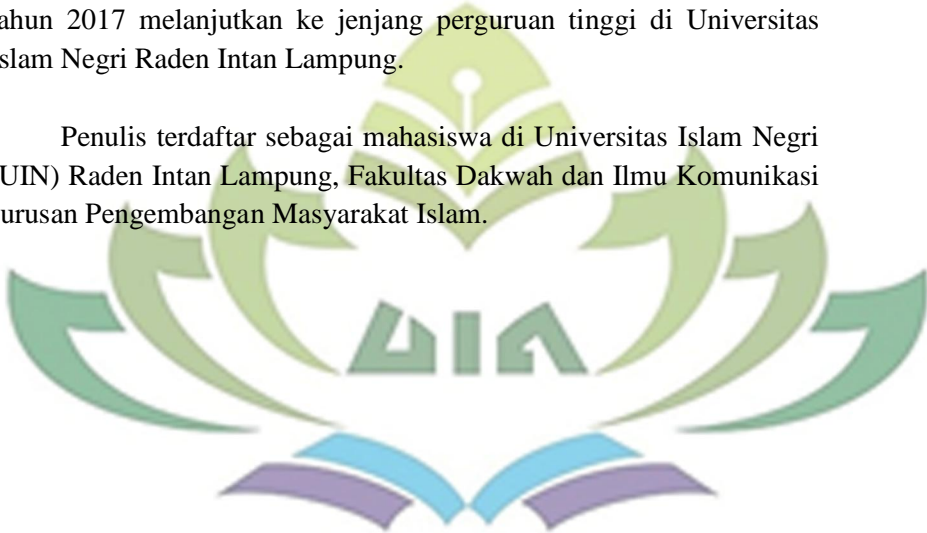 ahun 2017 melanjutkan ke jenjang perguruan tinggi di Universitas
slam Negri Raden Intan Lampung.
Penulis terdaftar sebagai mahasiswa di Universitas Islam Negri
UIN) Raden Intan Lampung, Fakultas Dakwah dan Ilmu Komunikasi
urusan Pengembangan Masyarakat Islam.
UIN